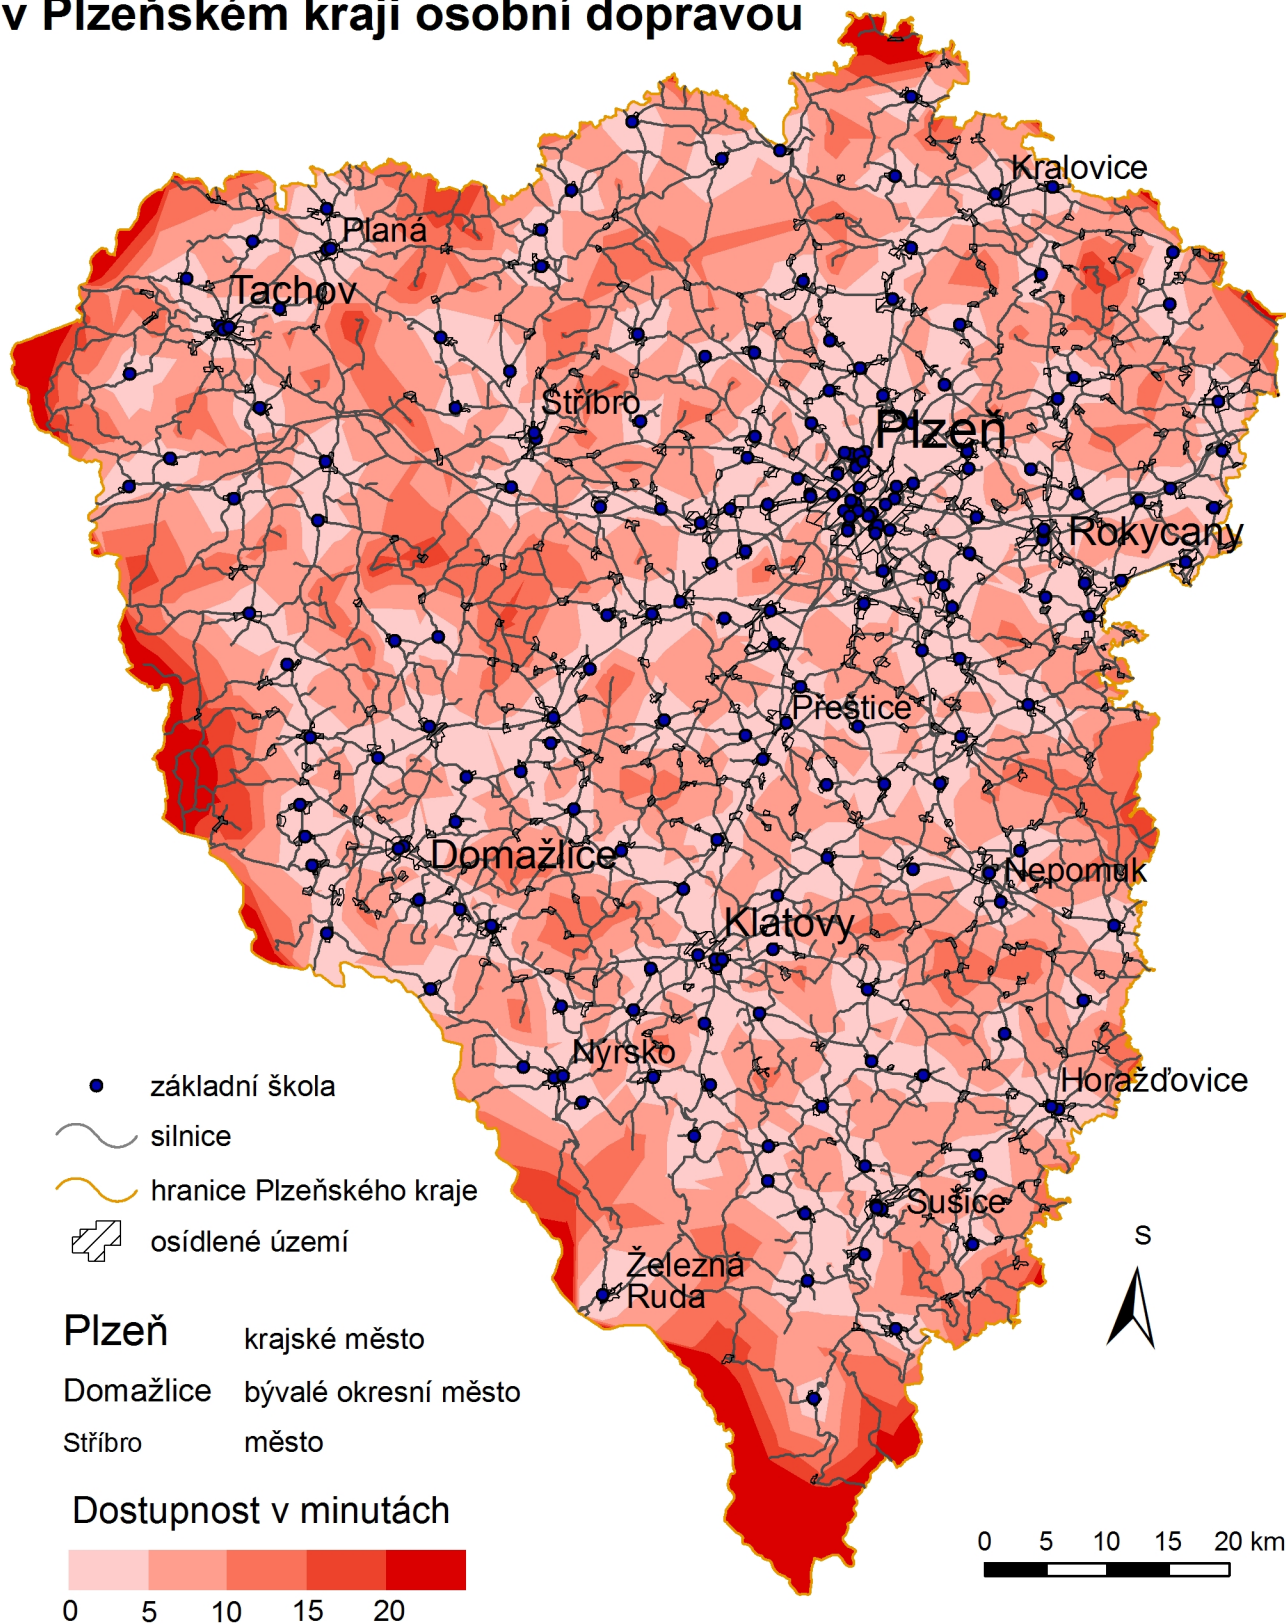 v Plzeňském kraji osobní dopravou
Kralovice
Planá
Tachov
Stříbro
Plzeň
Rokycany
Přeštice
Domažlice
Nepomuk
Klatovy
Nýrsko
Horažďovice
Sušice
Železná
Ruda
základní škola
silnice
hranice Plzeňského kraje
osídlené území
S
Plzeň krajské město
Domažlice bývalé okresní město
Stříbro město
Dostupnost v minutách
0 5 10 15 20
0 5 10 15 20 km